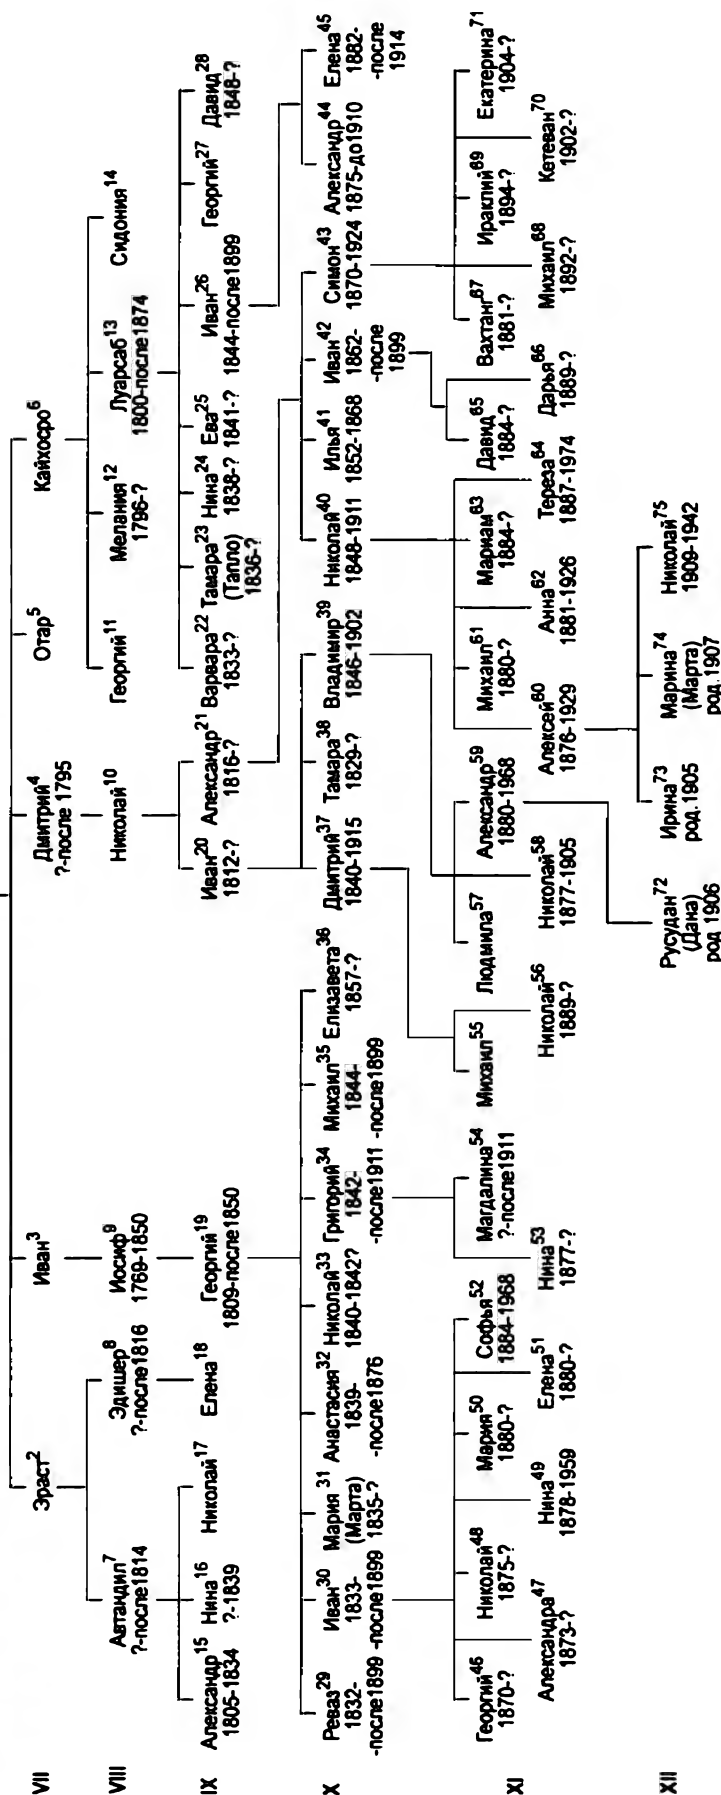 VII
Эраст2
Иван3
Дмитрий4
?-после 1795
Отар5
Кайхосро6
VIII
Автандил7
?-после1814
Эдишер8
?-после1816
Иосиф9
1769-1850
Николай10
Георгий11
Мелания12
1796-?
Луарсаб13
1800-после1874
Сидония14
IX
Александр15
1805-1834
Нина16
?-1839
Николай17
Елена18
Георгий19
1809-после1850
Иван20
1812-?
Александр21
1816-?
Варвара22
1833-?
Тамара23
(Тапло)
1836-?
Нина24
1838-?
Ева25
1841-?
Иван26
1844-после1899
Георгий27
Давид28
1848-?
X
Реваз29
1832-
-после1899
Иван30
1833-
-после1899
Мария31
(Марта)
1835-?
Анастасия32
1839-
-после1876
Николай33
1840-1842?
Григорий34
1842-
-после1911
Михаил35
1844-
-после1899
Елизавета36
1857-?
Дмитрий37
1840-1915
Тамара38
1829-?
Владимир39
1846-1902
Николай40
1848-1911
Илья41
1852-1868
Иван42
1862-
-после
1899
Симон43
1870-1924
Александр44
1875-до1910
Елена45
1882-
-после
1914
XI
Георгий46
1870-?
Александра47
1873-?
Николай48
1875-?
Нина49
1878-1959
Мария50
1880-?
Елена51
1880-?
Софья52
1884-1968
Нина53
1877-?
Магдалина54
?-после1911
Михаил55
Николай56
1889-?
Людмила57
Николай58
1877-1905
Александр59
1880-1968
Алексей60
1876-1929
Михаил61
1880-?
Анна62
1881-1926
Мариам63
1884-?
Тереза64
1887-1974
Давид65
1884-?
Дарья66
1889-?
Вахтанг67
1881-?
Михаил68
1892-?
Ираклий69
1894-?
Кетеван70
1902-?
Екатерина71
1904-?
XII
Русудан72
(Дана)
род 1906
Ирина73
род.1905
Марина74
(Марта)
род.1907
Николай75
1909-1942